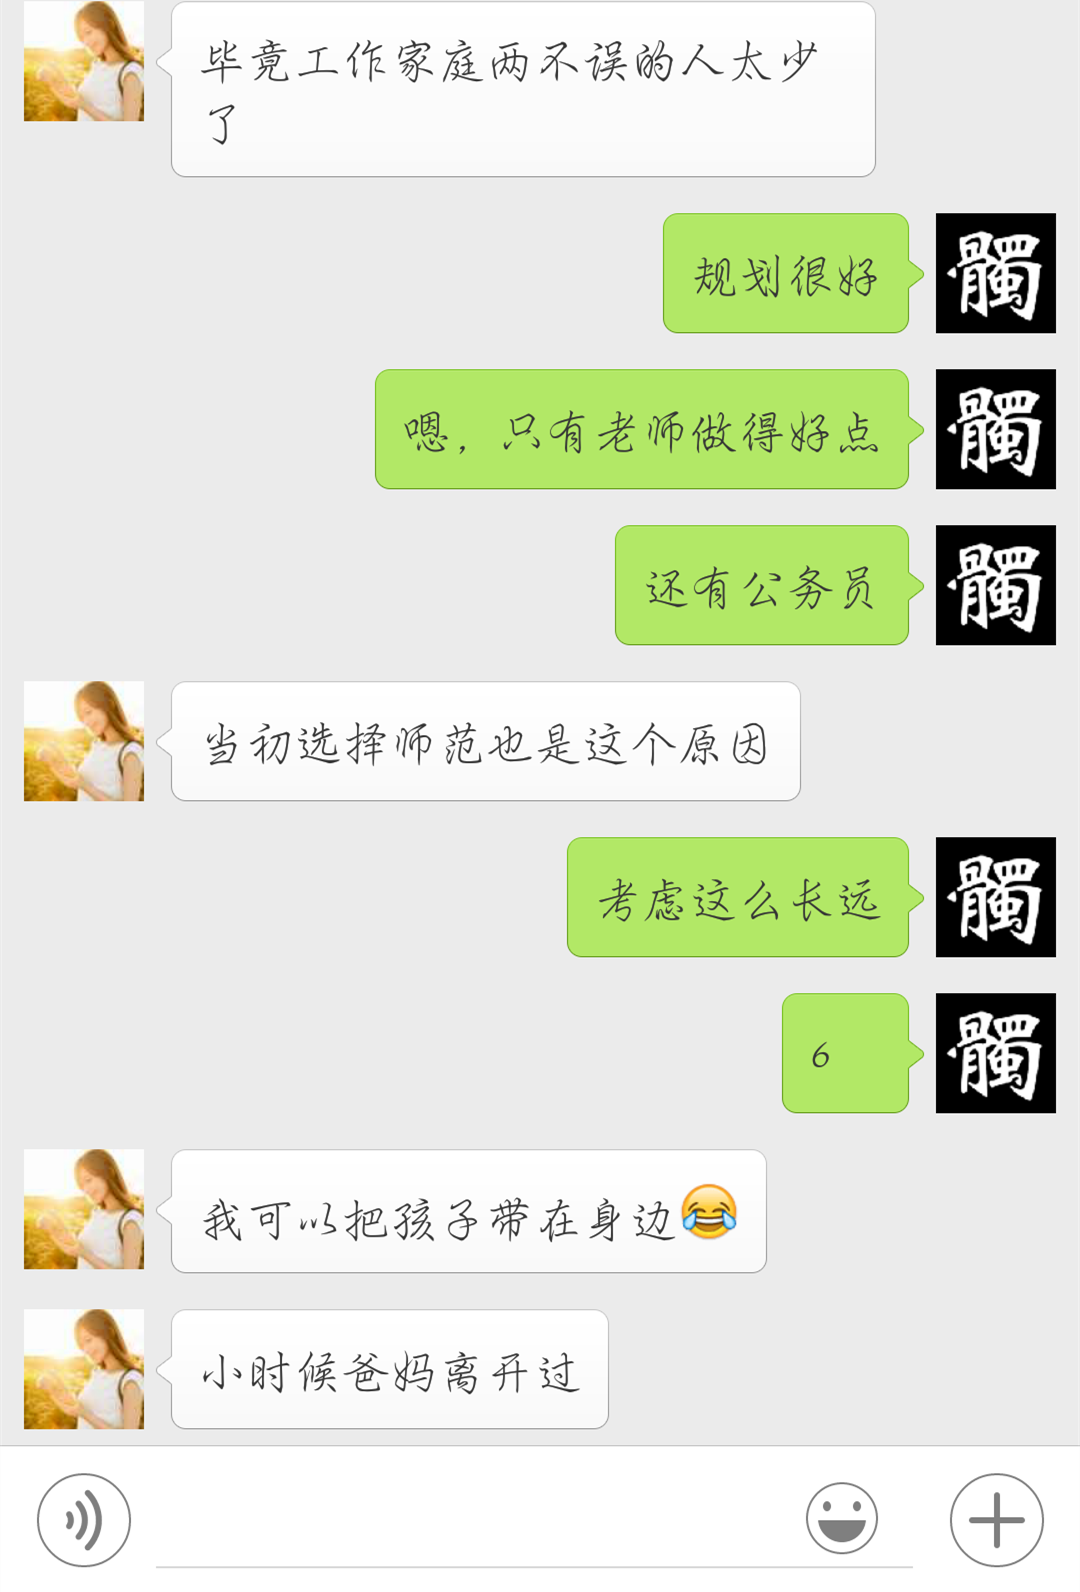 毕竟工作家庭两不误的人太少
了
规划很好
髑
嗯，只有老师做得好点
髑
还有公务员
髑
当初选择师范也是这个原因
考虑这么长远
髑
6
髑
我可以把孩子带在身边😂
小时候爸妈离开过